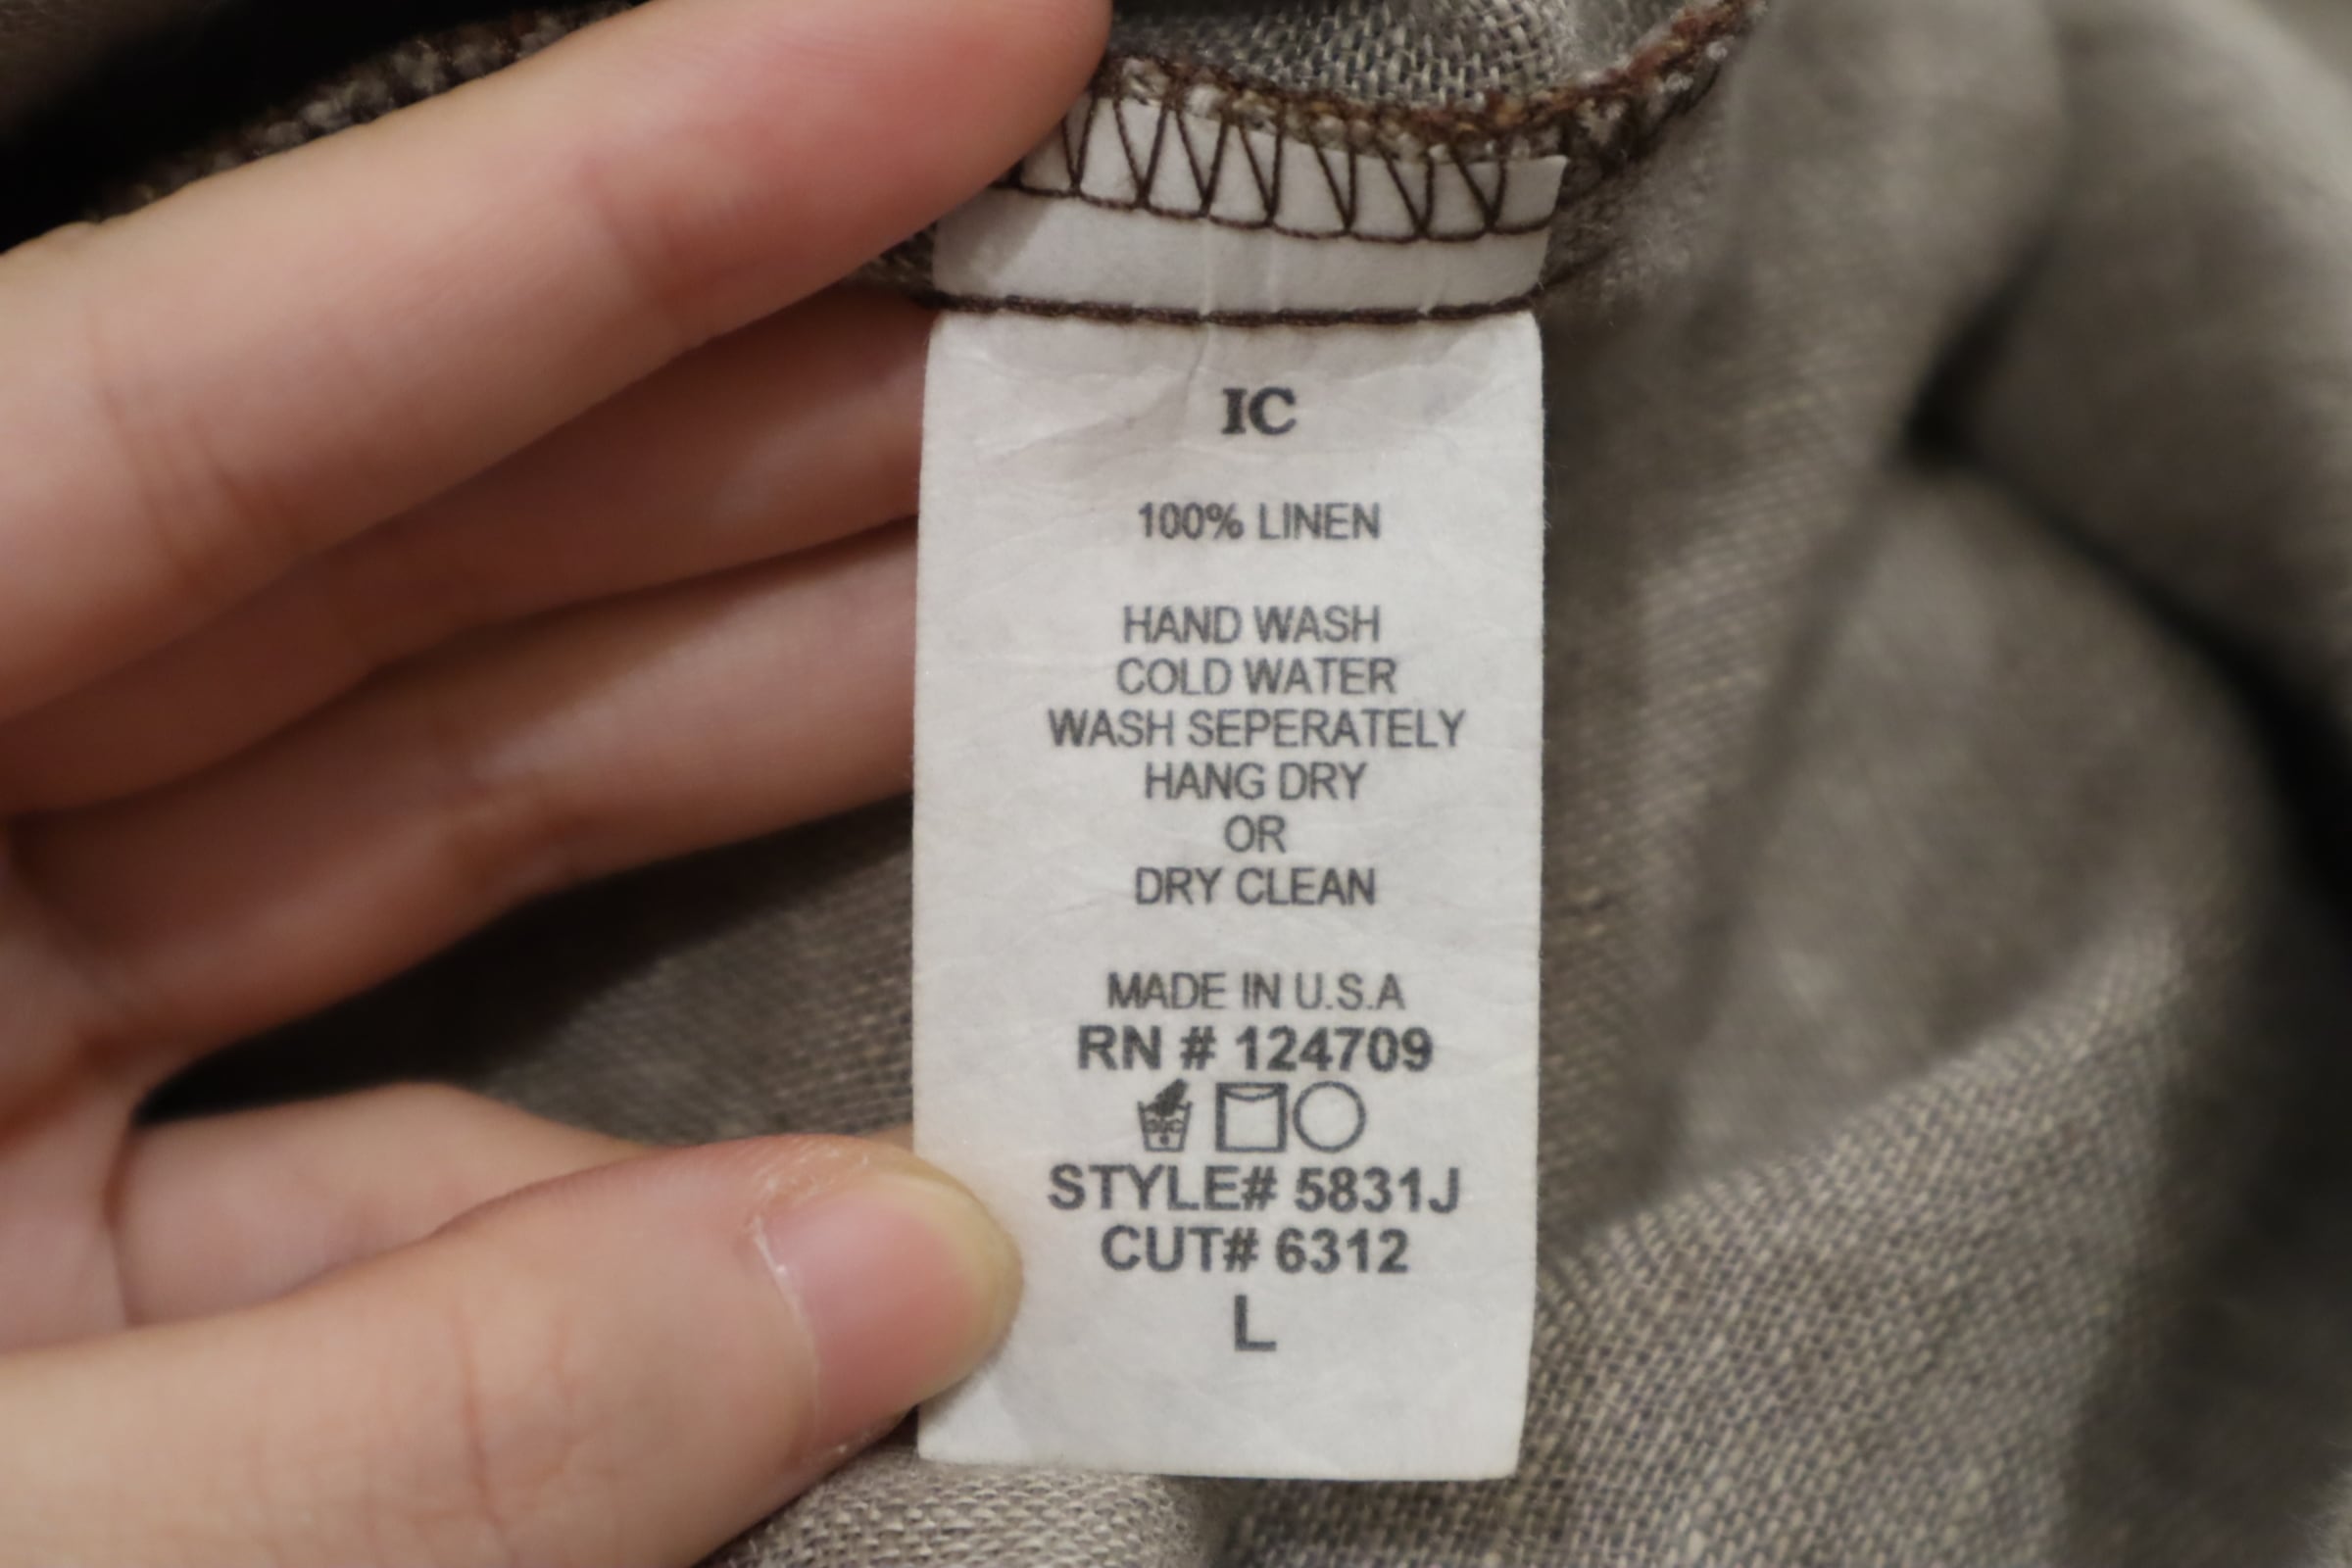 IC
100% LINEN
HAND WASH
COLD WATER
WASH SEPERATELY
HANG DRY
OR
DRY CLEAN
MADE IN U.S.A
RN # 124709
STYLE# 5831J
CUT# 6312
L